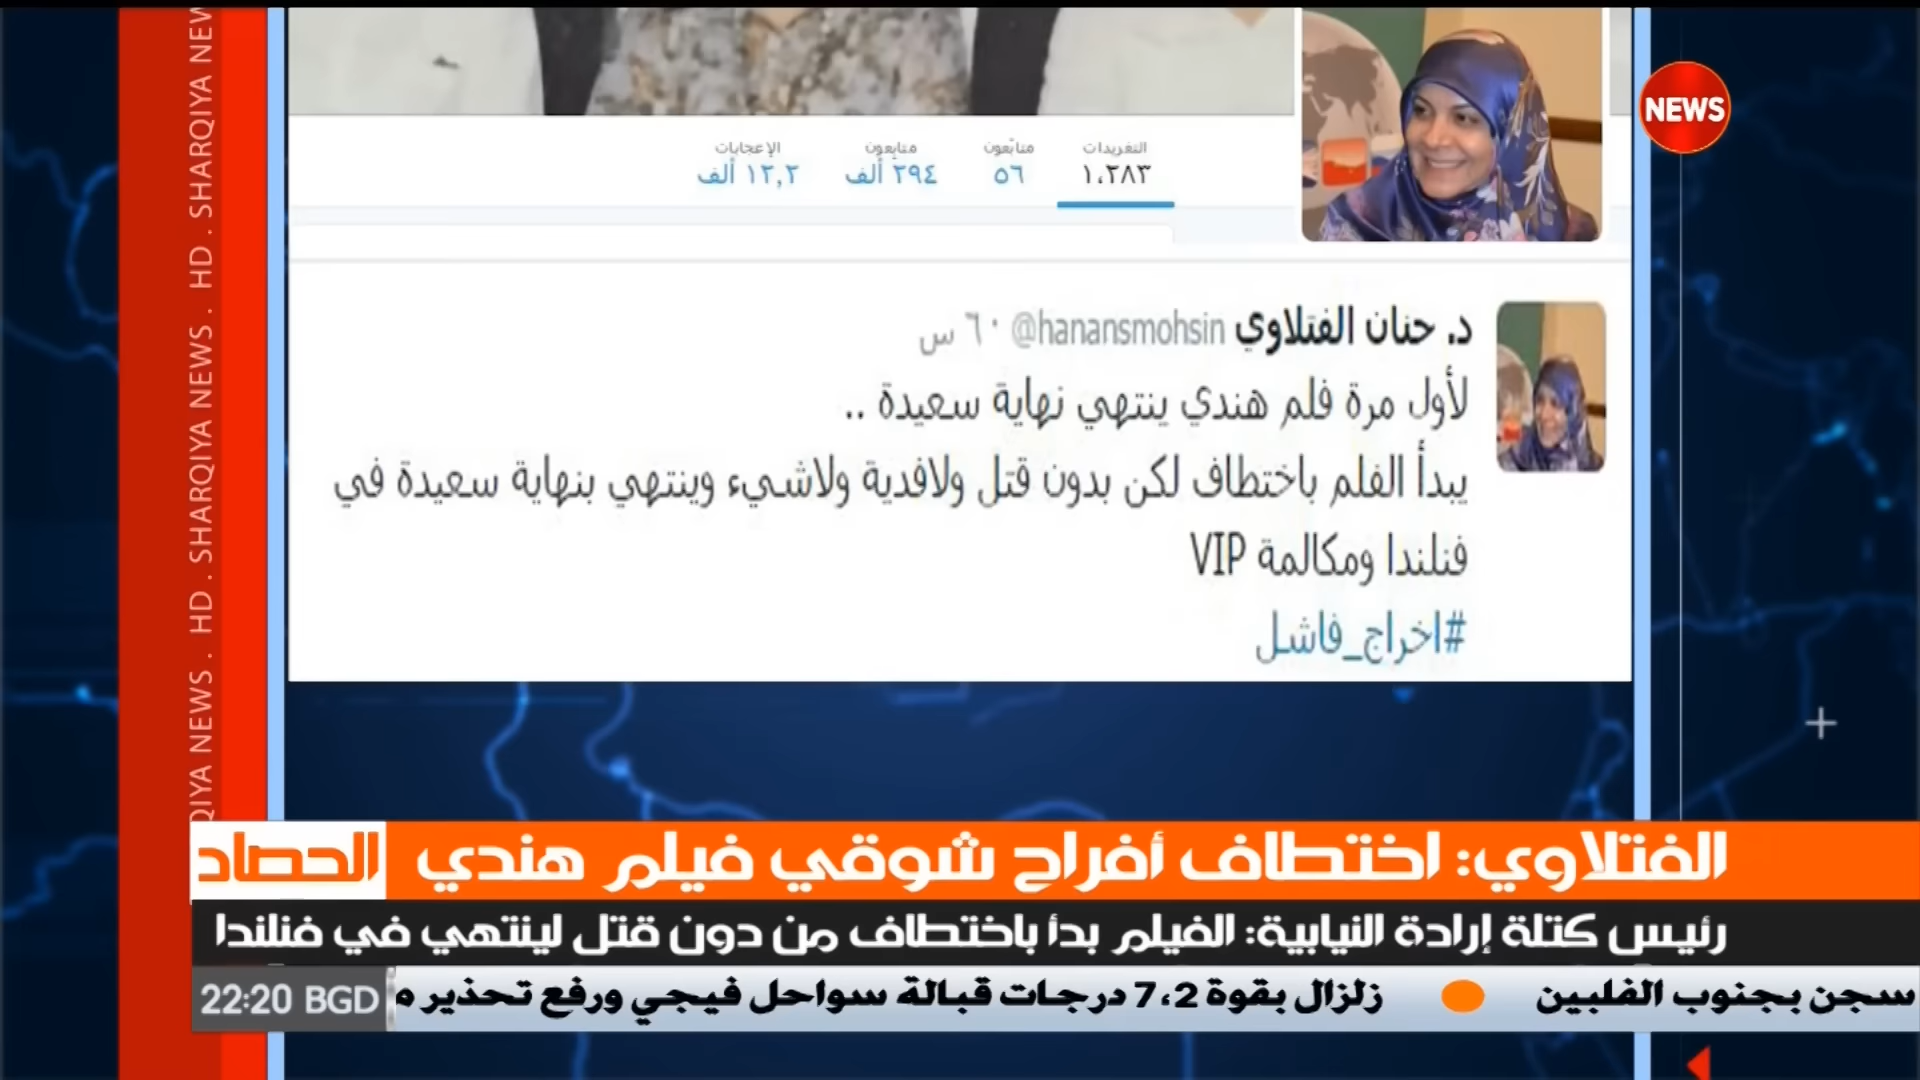 HD . SHARQIYA NEWS . HD . SHARQIYA NEWS .
NEWS
التغريدات
متابَعون
متابِعون
الإعجابات
١،٢٨٣
٥٦
٢٩٤ ألف
١٢,٢ ألف
د. حنان الفتلاوي @hanansmohsin · ٦ س
لأول مرة فلم هندي ينتهي نهاية سعيدة ..
يبدأ الفلم باختطاف لكن بدون قتل ولافدية ولاشيء وينتهي بنهاية سعيدة في
فنلندا ومكالمة VIP
#اخراج_فاشل
الفتلاوي: اختطاف أفراح شوقي فيلم هندي
الحصاد
رئيس كتلة إرادة النيابية: الفيلم بدأ باختطاف من دون قتل لينتهي في فنلندا
سجن بجنوب الفلبين
زلزال بقوة 7،2 درجات قبالة سواحل فيجي ورفع تحذير م
22:20 BGD